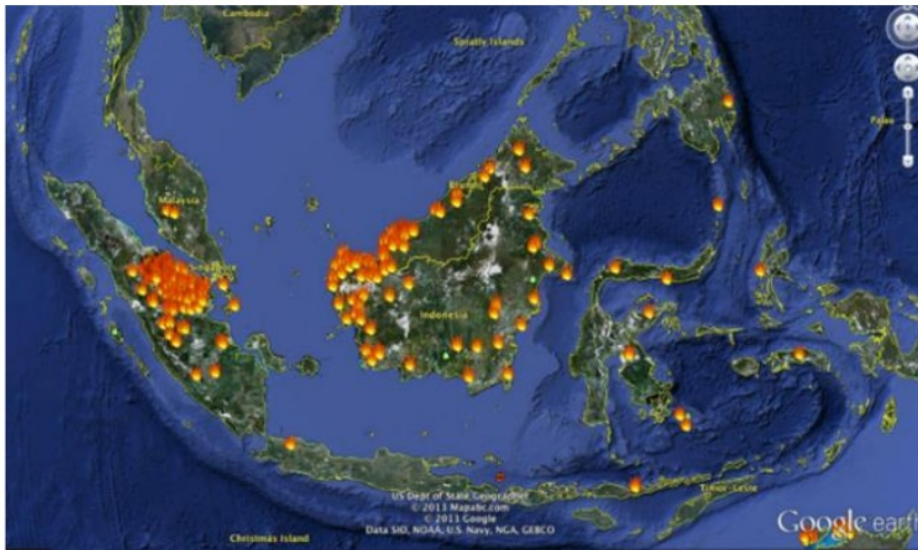 Cambodia
Spratly Islands
Palau
Malaysia
Indonesia
Timor-Leste
US Dept of State Geographer
© 2013 Mapabc.com
© 2013 Google
Data SIO, NOAA, U.S. Navy, NGA, GEBCO
Christmas Island
Google earth